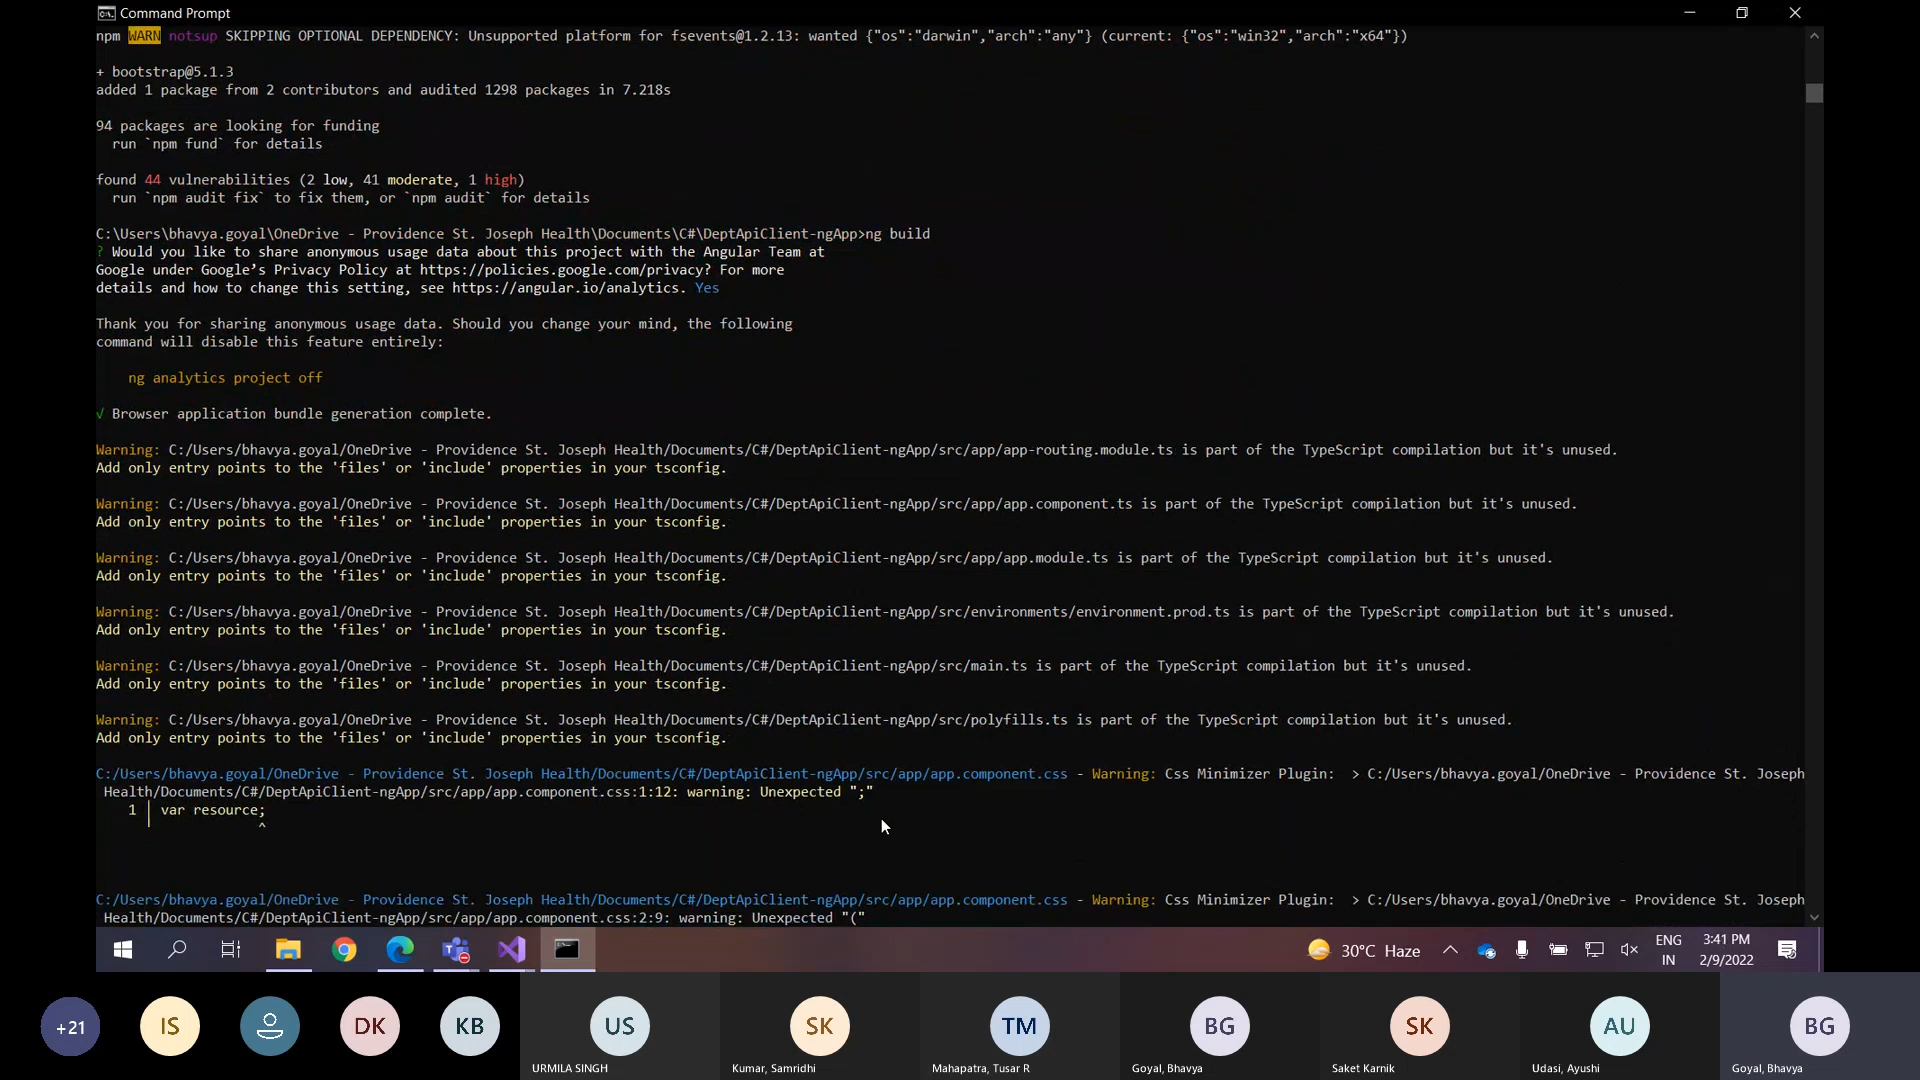 Command Prompt
npm WARN notsup SKIPPING OPTIONAL DEPENDENCY: Unsupported platform for fsevents@1.2.13: wanted {"os":"darwin","arch":"any"} (current: {"os":"win32","arch":"x64"})
+ bootstrap@5.1.3
added 1 package from 2 contributors and audited 1298 packages in 7.218s
94 packages are looking for funding
run `npm fund` for details
found 44 vulnerabilities (2 low, 41 moderate, 1 high)
run `npm audit fix` to fix them, or `npm audit` for details
C:\Users\bhavya.goyal\OneDrive - Providence St. Joseph Health\Documents\C#\DeptApiClient-ngApp>ng build
? Would you like to share anonymous usage data about this project with the Angular Team at
Google under Google’s Privacy Policy at https://policies.google.com/privacy? For more
details and how to change this setting, see https://angular.io/analytics. Yes
Thank you for sharing anonymous usage data. Should you change your mind, the following
command will disable this feature entirely:
ng analytics project off
√ Browser application bundle generation complete.
Warning: C:/Users/bhavya.goyal/OneDrive - Providence St. Joseph Health/Documents/C#/DeptApiClient-ngApp/src/app/app-routing.module.ts is part of the TypeScript compilation but it's unused.
Add only entry points to the 'files' or 'include' properties in your tsconfig.
Warning: C:/Users/bhavya.goyal/OneDrive - Providence St. Joseph Health/Documents/C#/DeptApiClient-ngApp/src/app/app.component.ts is part of the TypeScript compilation but it's unused.
Add only entry points to the 'files' or 'include' properties in your tsconfig.
Warning: C:/Users/bhavya.goyal/OneDrive - Providence St. Joseph Health/Documents/C#/DeptApiClient-ngApp/src/app/app.module.ts is part of the TypeScript compilation but it's unused.
Add only entry points to the 'files' or 'include' properties in your tsconfig.
Warning: C:/Users/bhavya.goyal/OneDrive - Providence St. Joseph Health/Documents/C#/DeptApiClient-ngApp/src/environments/environment.prod.ts is part of the TypeScript compilation but it's unused.
Add only entry points to the 'files' or 'include' properties in your tsconfig.
Warning: C:/Users/bhavya.goyal/OneDrive - Providence St. Joseph Health/Documents/C#/DeptApiClient-ngApp/src/main.ts is part of the TypeScript compilation but it's unused.
Add only entry points to the 'files' or 'include' properties in your tsconfig.
Warning: C:/Users/bhavya.goyal/OneDrive - Providence St. Joseph Health/Documents/C#/DeptApiClient-ngApp/src/polyfills.ts is part of the TypeScript compilation but it's unused.
Add only entry points to the 'files' or 'include' properties in your tsconfig.
C:/Users/bhavya.goyal/OneDrive - Providence St. Joseph Health/Documents/C#/DeptApiClient-ngApp/src/app/app.component.css - Warning: Css Minimizer Plugin:  > C:/Users/bhavya.goyal/OneDrive - Providence St. Joseph
Health/Documents/C#/DeptApiClient-ngApp/src/app/app.component.css:1:12: warning: Unexpected ";"
1 │ var resource;
^
C:/Users/bhavya.goyal/OneDrive - Providence St. Joseph Health/Documents/C#/DeptApiClient-ngApp/src/app/app.component.css - Warning: Css Minimizer Plugin:  > C:/Users/bhavya.goyal/OneDrive - Providence St. Joseph
Health/Documents/C#/DeptApiClient-ngApp/src/app/app.component.css:2:9: warning: Unexpected "("
30°C Haze
ENG
IN
3:41 PM
2/9/2022
+21
IS
DK
KB
US
SK
TM
BG
SK
AU
BG
URMILA SINGH
Kumar, Samridhi
Mahapatra, Tusar R
Goyal, Bhavya
Saket Karnik
Udasi, Ayushi
Goyal, Bhavya